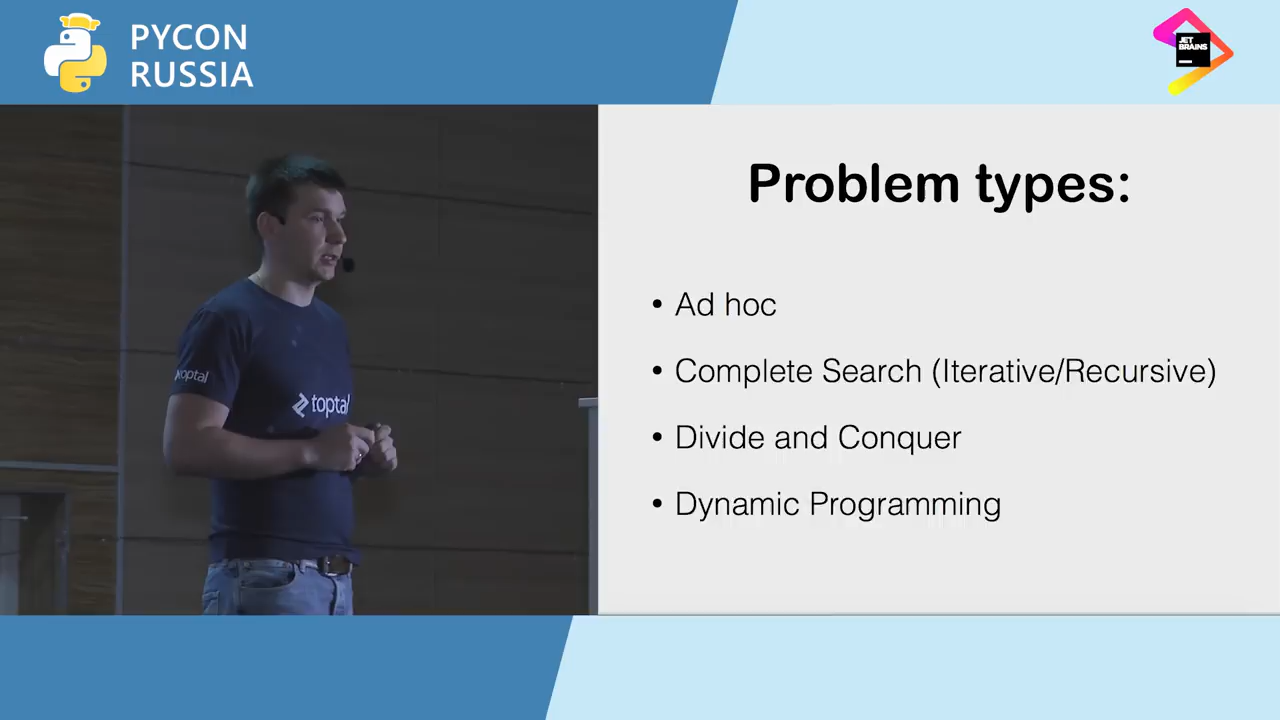 PYCON
RUSSIA
JET
BRAINS
Problem types:
• Ad hoc
• Complete Search (Iterative/Recursive)
• Divide and Conquer
• Dynamic Programming
toptal
toptal